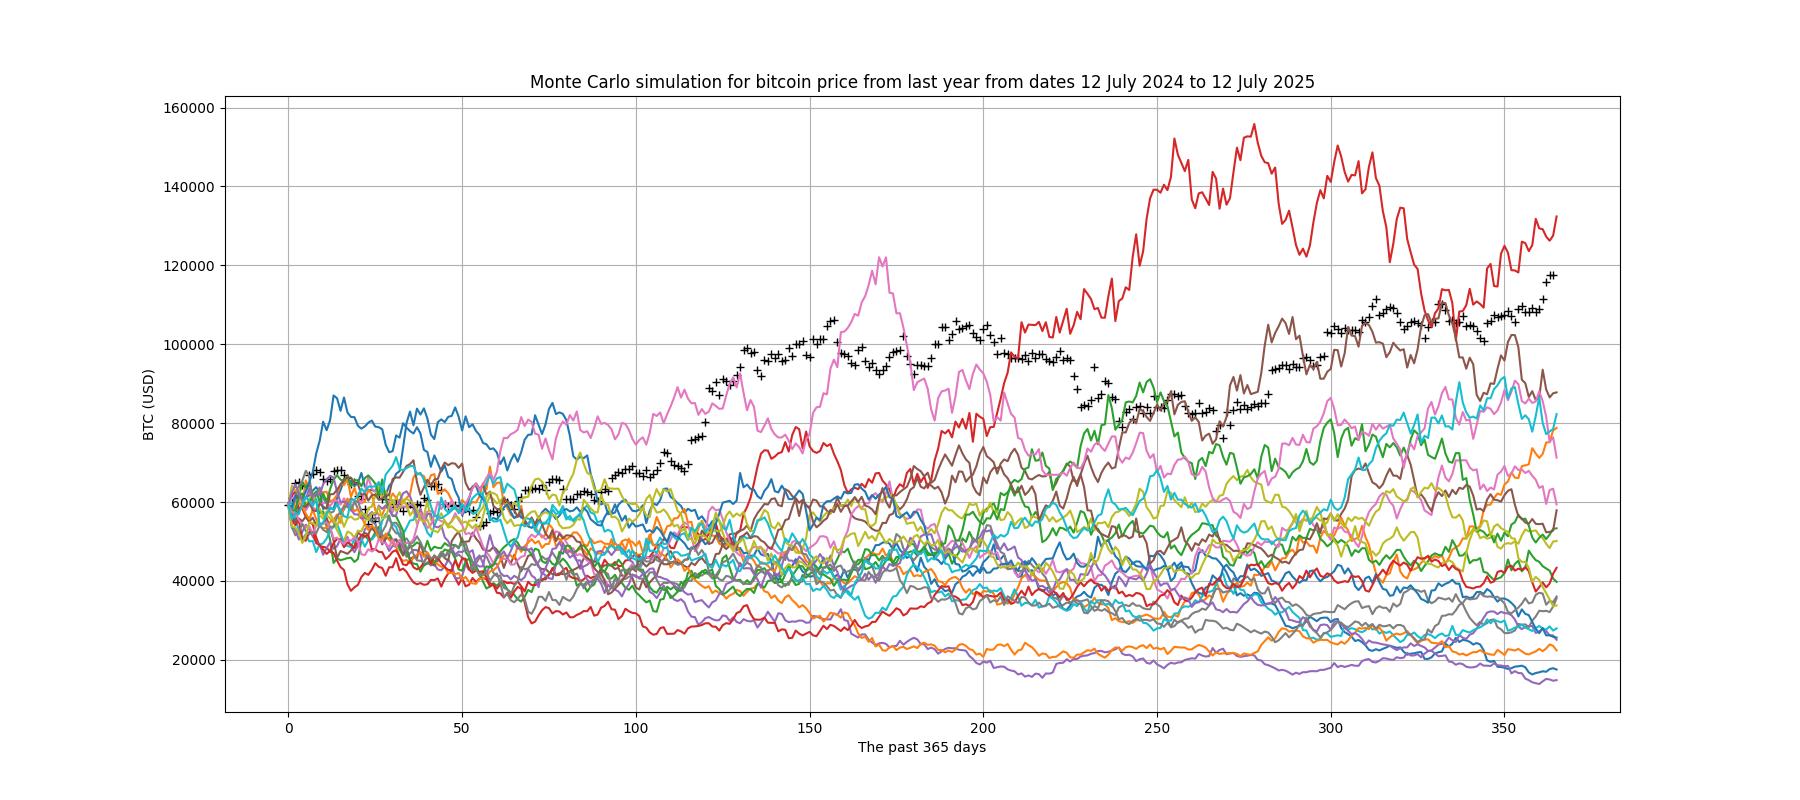 Monte Carlo simulation for bitcoin price from last year from dates 12 July 2024 to 12 July 2025
160000
140000
120000
100000
80000
60000
40000
20000
BTC (USD)
0 50 100 150 200 250 300 350
The past 365 days